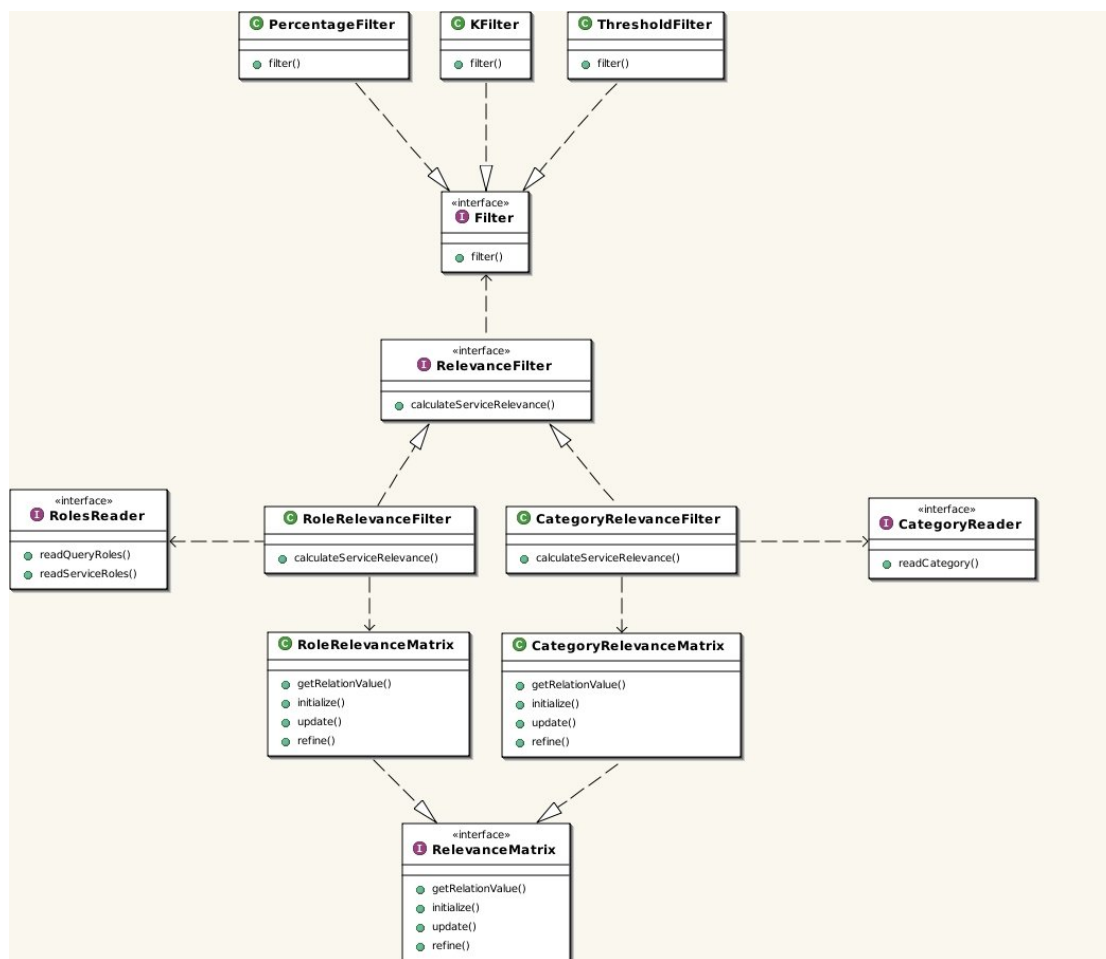 C PercentageFilter
filter()
C KFilter
filter()
C ThresholdFilter
filter()
«interface»
I Filter
filter()
«interface»
I RelevanceFilter
calculateServiceRelevance()
«interface»
I RolesReader
readQueryRoles()
readServiceRoles()
C RoleRelevanceFilter
calculateServiceRelevance()
C CategoryRelevanceFilter
calculateServiceRelevance()
«interface»
I CategoryReader
readCategory()
C RoleRelevanceMatrix
getRelationValue()
initialize()
update()
refine()
C CategoryRelevanceMatrix
getRelationValue()
initialize()
update()
refine()
«interface»
I RelevanceMatrix
getRelationValue()
initialize()
update()
refine()